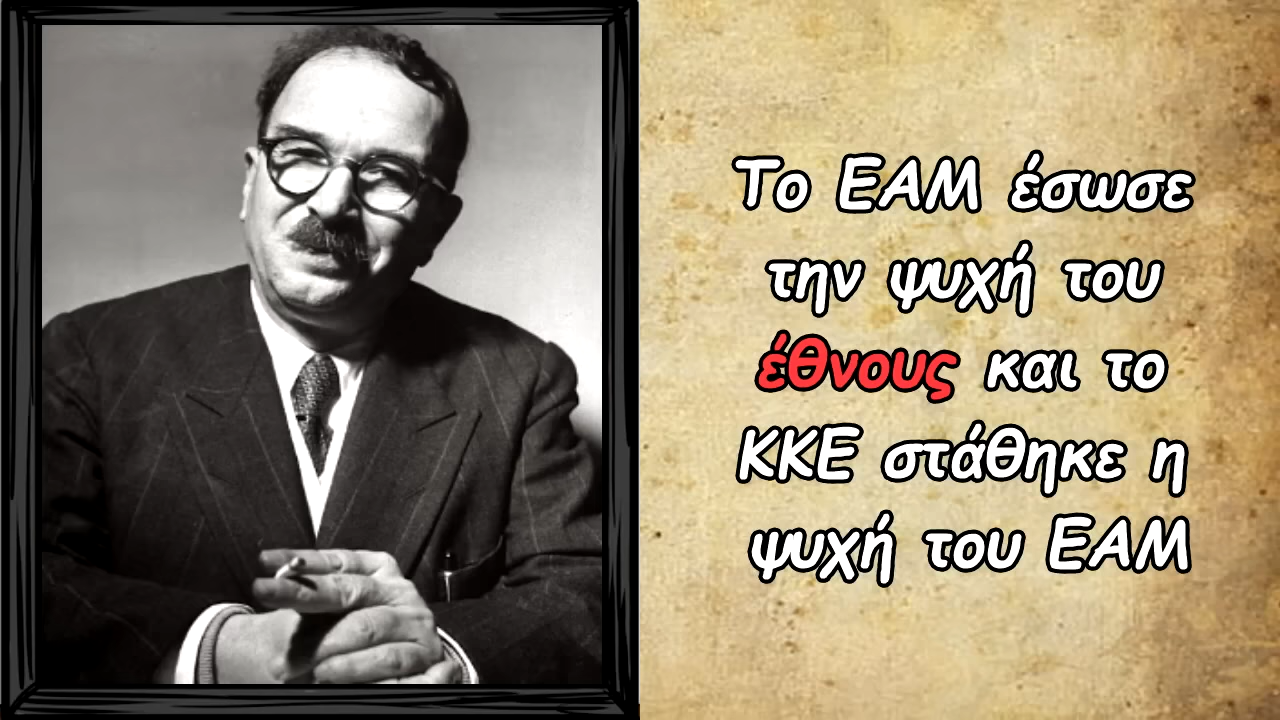 Το ΕΑΜ έσωσε
την ψυχή του
έθνους και το
ΚΚΕ στάθηκε η
ψυχή του ΕΑΜ